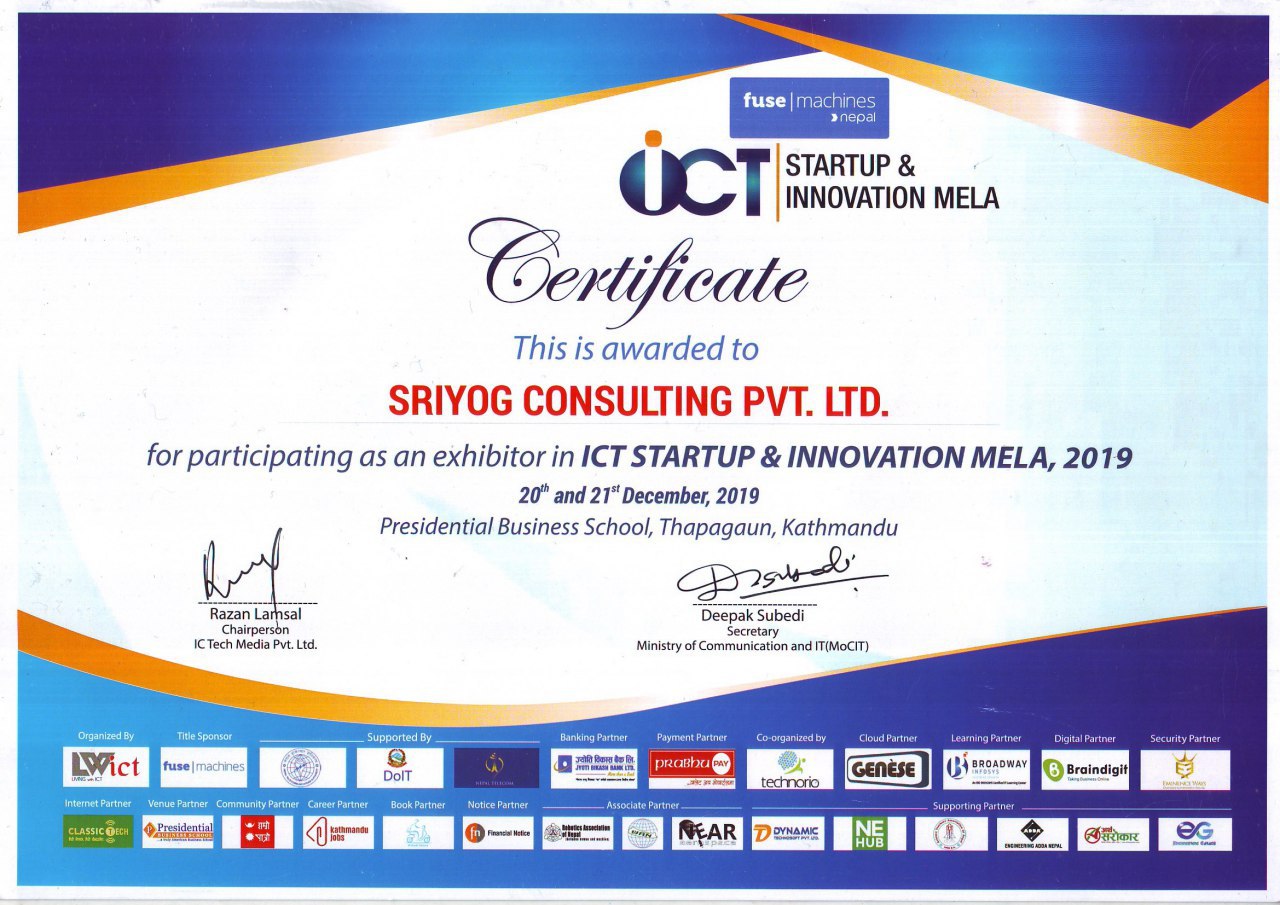 fuse|machines
nepal
iCT STARTUP &
INNOVATION MELA
Certificate
This is awarded to
SRIYOG CONSULTING PVT. LTD.
for participating as an exhibitor in ICT STARTUP & INNOVATION MELA, 2019
20th and 21st December, 2019
Presidential Business School, Thapagaun, Kathmandu
Razan Lamsal
Chairperson
IC Tech Media Pvt. Ltd.
Deepak Subedi
Secretary
Ministry of Communication and IT(MoCIT)
Organized By
LWict
LIVING with ICT
Title Sponsor
fuse|machines
Supported By
DoIT
NEPAL TELECOM
Banking Partner
ज्योति विकास बैंक लि.
JYOTI BIKASH BANK LTD.
Payment Partner
prabhu PAY
Co-organized by
technorio
Cloud Partner
GENESE
Learning Partner
BROADWAY
INFOSYS
Digital Partner
Braindigit
Taking Business Online
Security Partner
EMINENCE WAYS
Internet Partner
CLASSIC TECH
Venue Partner
Presidential
BUSINESS SCHOOL
Community Partner
Career Partner
kathmandu
jobs
Book Partner
Notice Partner
fn Financial Notice
Associate Partner
Robotics Association
of Nepal
NEAR
Supporting Partner
DYNAMIC
TECHNOSOFT PVT. LTD.
NE
HUB
ADDA
ENGINEERING ADDA NEPAL